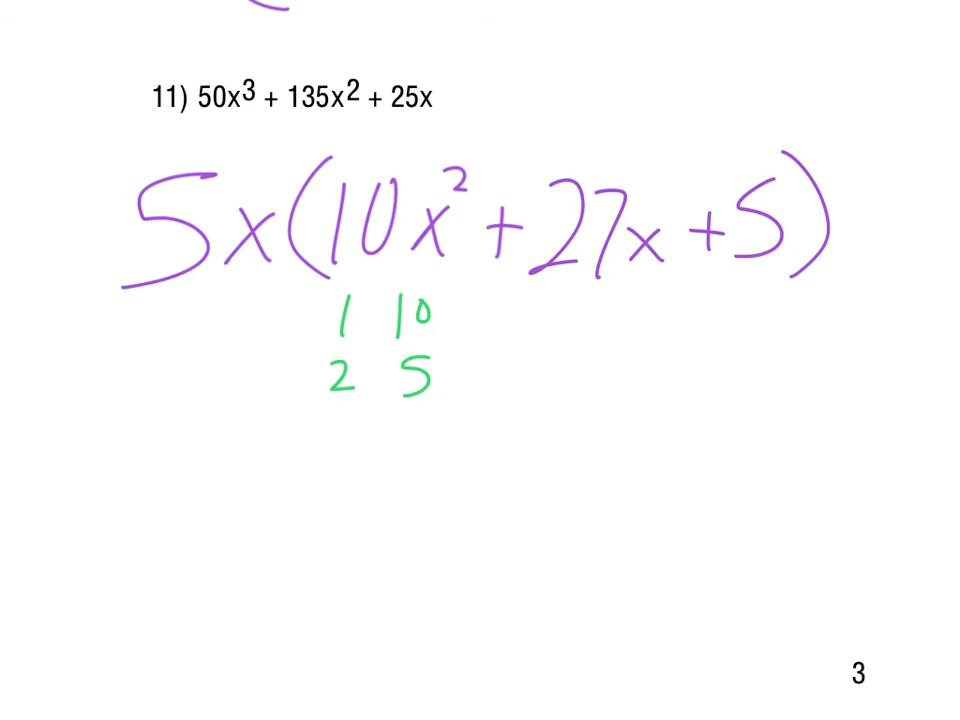 11) 50x³ + 135x² + 25x
5x(10x² + 27x + 5)
1 10
2 5
3